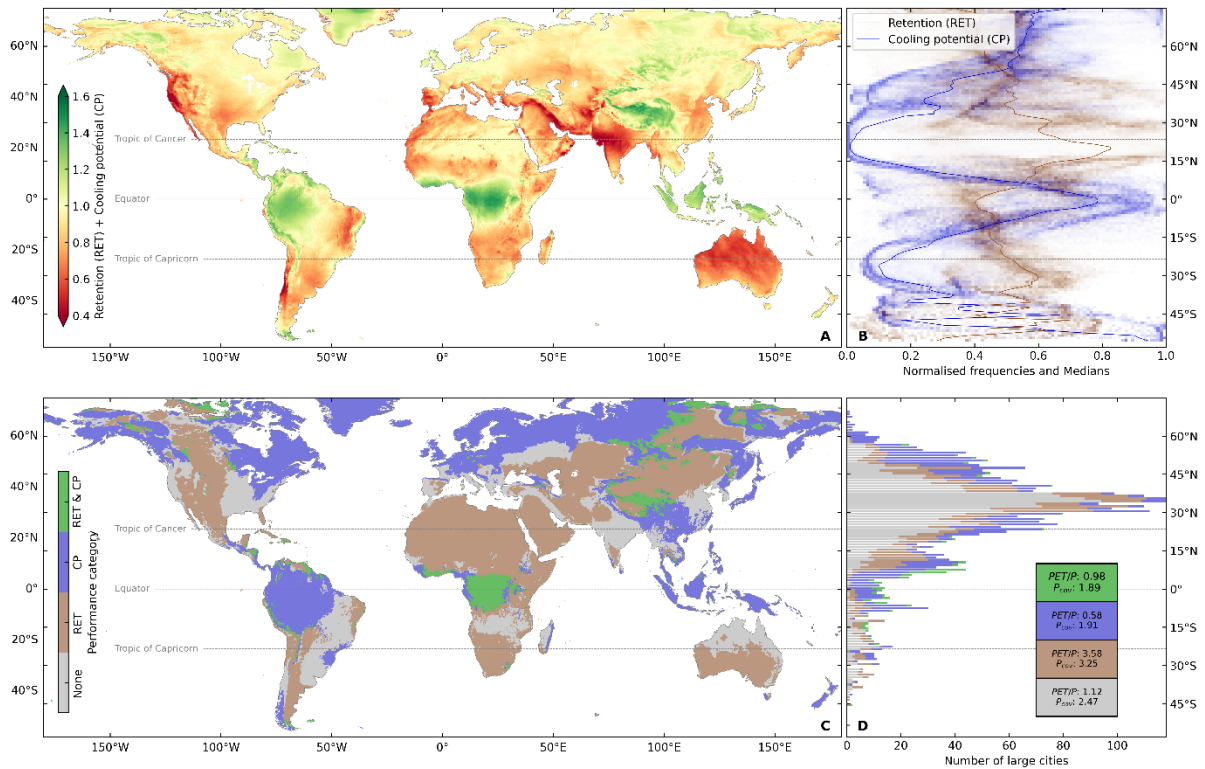 60°N
40°N
20°N
0°
20°S
40°S
1.6
1.4
1.2
1.0
0.8
0.6
0.4
Retention (RET) + Cooling potential (CP)
Tropic of Cancer
Equator
Tropic of Capricorn
A
150°W
100°W
50°W
0°
50°E
100°E
150°E
Retention (RET)
Cooling potential (CP)
60°N
45°N
30°N
15°N
0°
15°S
30°S
45°S
B
0.0
0.2
0.4
0.6
0.8
1.0
Normalised frequencies and Medians
60°N
40°N
20°N
0°
20°S
40°S
RET & CP
CP
RET
None
Performance category
Tropic of Cancer
Equator
Tropic of Capricorn
C
150°W
100°W
50°W
0°
50°E
100°E
150°E
60°N
45°N
30°N
15°N
0°
15°S
30°S
45°S
PET/P: 0.98
Pcov: 1.89
PET/P: 0.58
Pcov: 1.91
PET/P: 3.58
Pcov: 3.25
PET/P: 1.12
Pcov: 2.47
D
0
20
40
60
80
100
Number of large cities